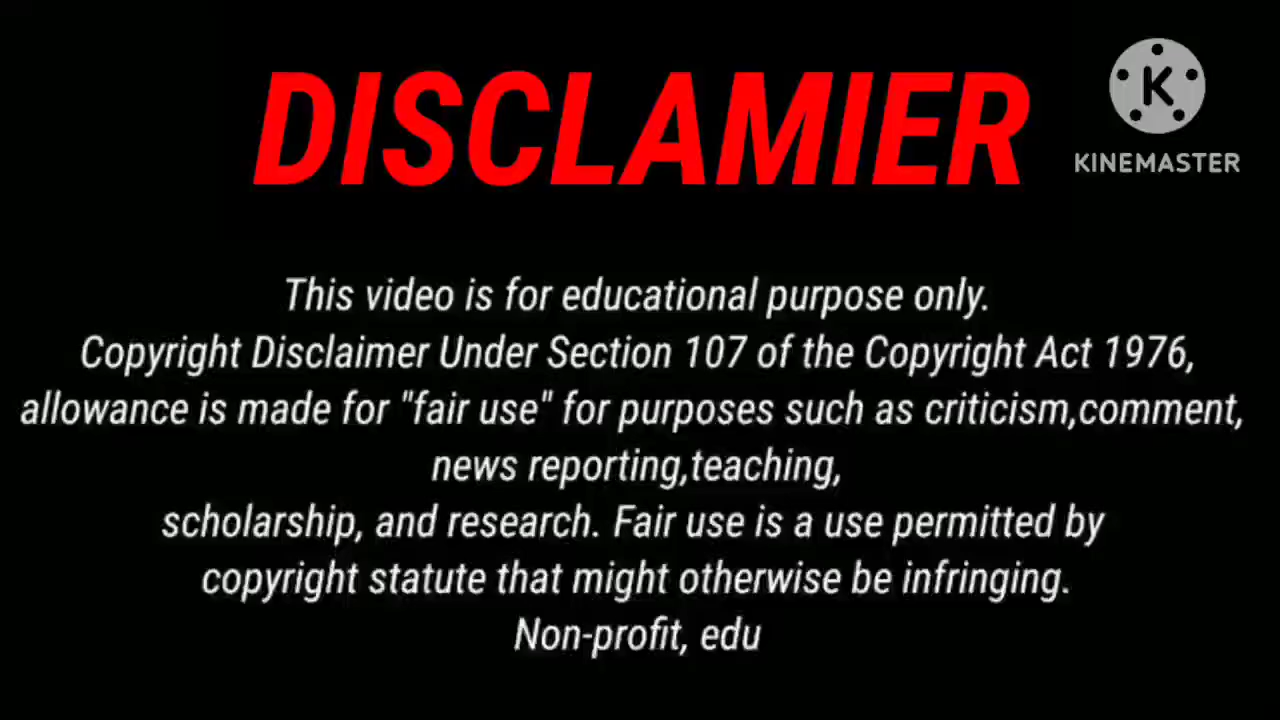 DISCLAMIER
K
KINEMASTER
This video is for educational purpose only.
Copyright Disclaimer Under Section 107 of the Copyright Act 1976,
allowance is made for "fair use" for purposes such as criticism,comment,
news reporting,teaching,
scholarship, and research. Fair use is a use permitted by
copyright statute that might otherwise be infringing.
Non-profit, edu